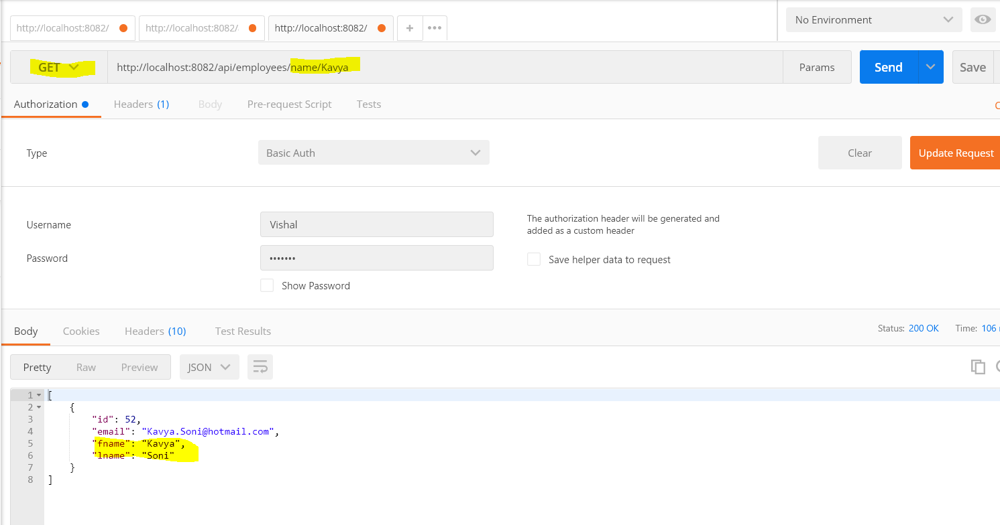 http://localhost:8082/ http://localhost:8082/ http://localhost:8082/ + ••• No Environment
GET http://localhost:8082/api/employees/name/Kavya Params Send Save
Authorization Headers (1) Body Pre-request Script Tests
Type Basic Auth Clear Update Request
Username Vishal The authorization header will be generated and
added as a custom header
Password ••••••• Save helper data to request
Show Password
Body Cookies Headers (10) Test Results Status: 200 OK Time: 106
Pretty Raw Preview JSON
1 [
2 {
3 "id": 52,
4 "email": "Kavya.Soni@hotmail.com",
5 "fname": "Kavya",
6 "lname": "Soni"
7 }
8 ]